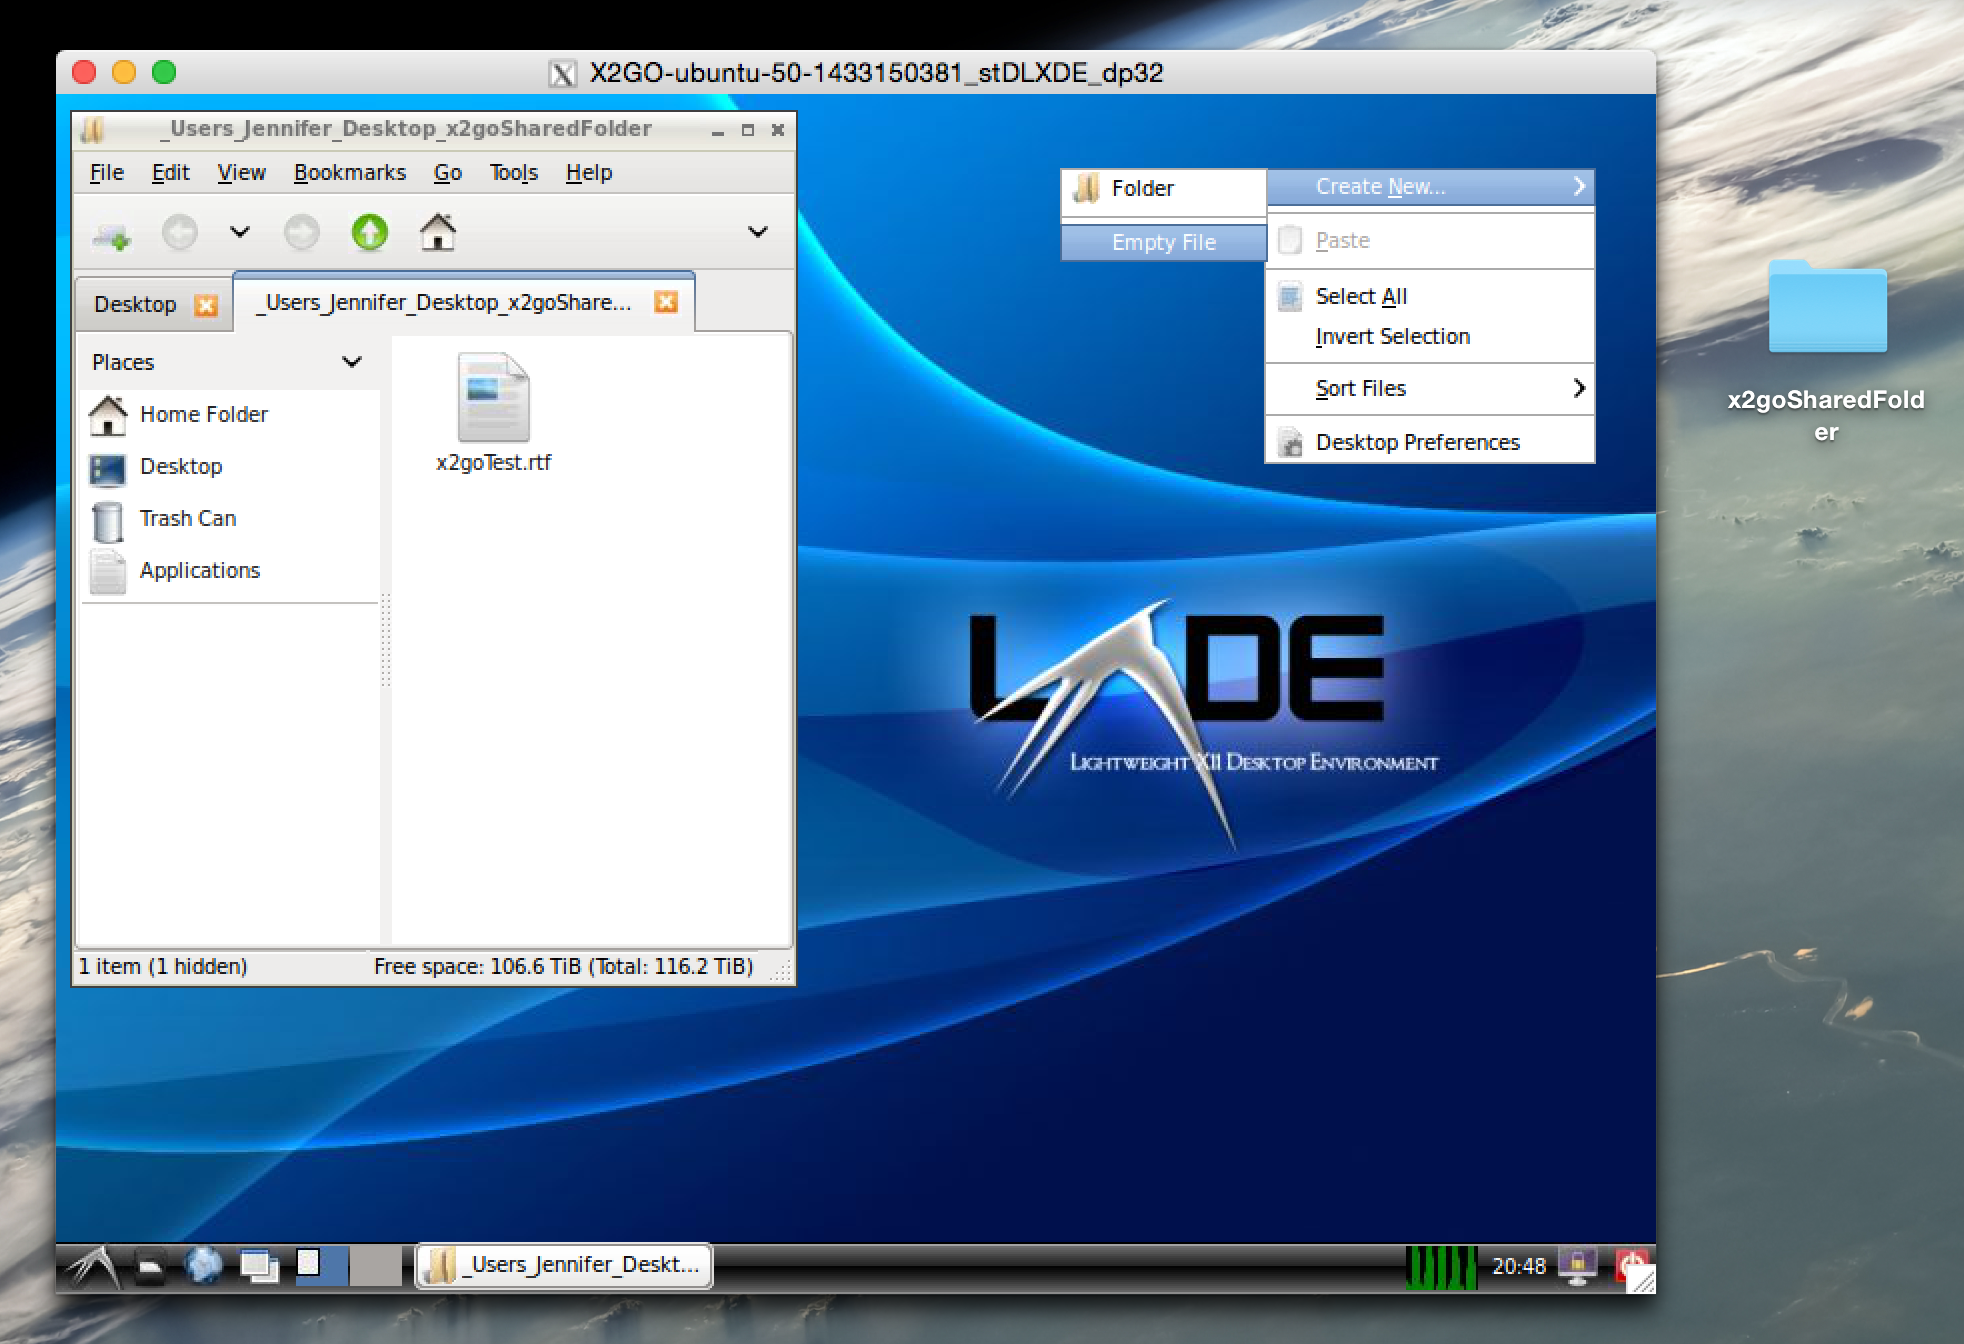 X2GO-ubuntu-50-1433150381_stDLXDE_dp32
_Users_Jennifer_Desktop_x2goSharedFolder
File Edit View Bookmarks Go Tools Help
Desktop
_Users_Jennifer_Desktop_x2goShare...
Places
Home Folder
Desktop
Trash Can
Applications
x2goTest.rtf
1 item (1 hidden)
Free space: 106.6 TiB (Total: 116.2 TiB)
Folder
Empty File
Create New...
Paste
Select All
Invert Selection
Sort Files
Desktop Preferences
LXDE
Lightweight X11 Desktop Environment
x2goSharedFold
er
_Users_Jennifer_Deskt...
20:48